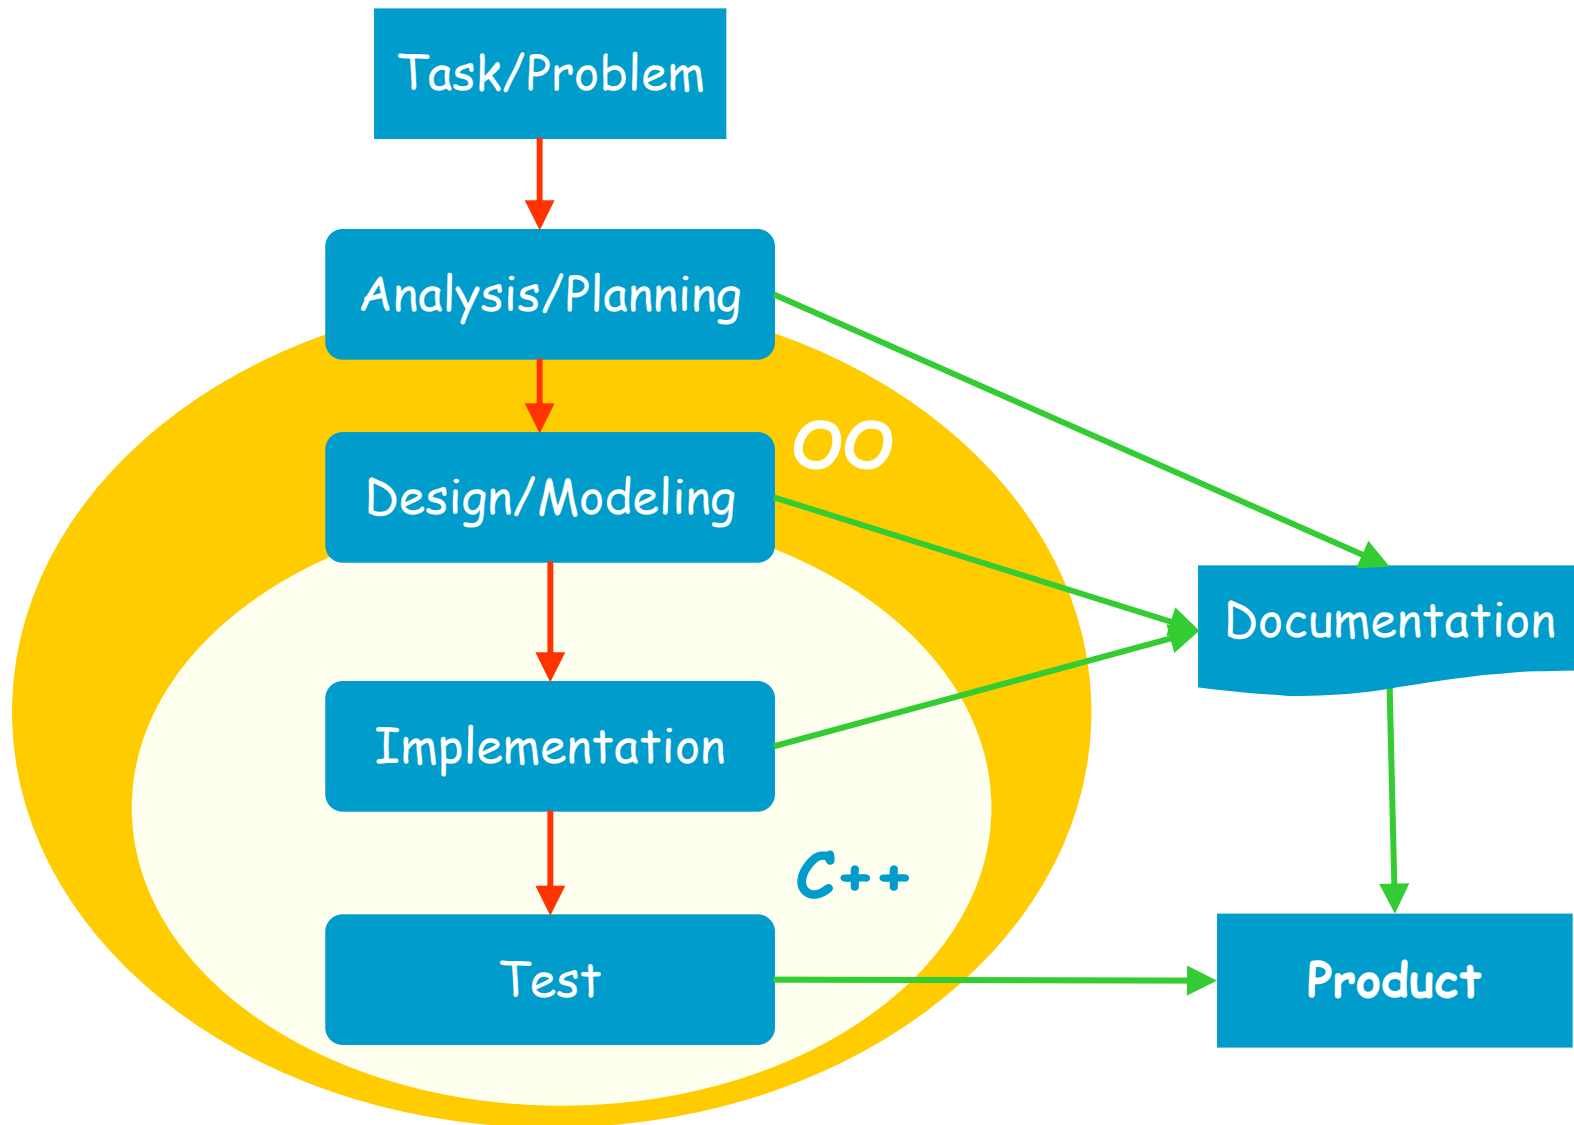 Task/Problem
Analysis/Planning
OO
Design/Modeling
Documentation
Implementation
C++
Test
Product